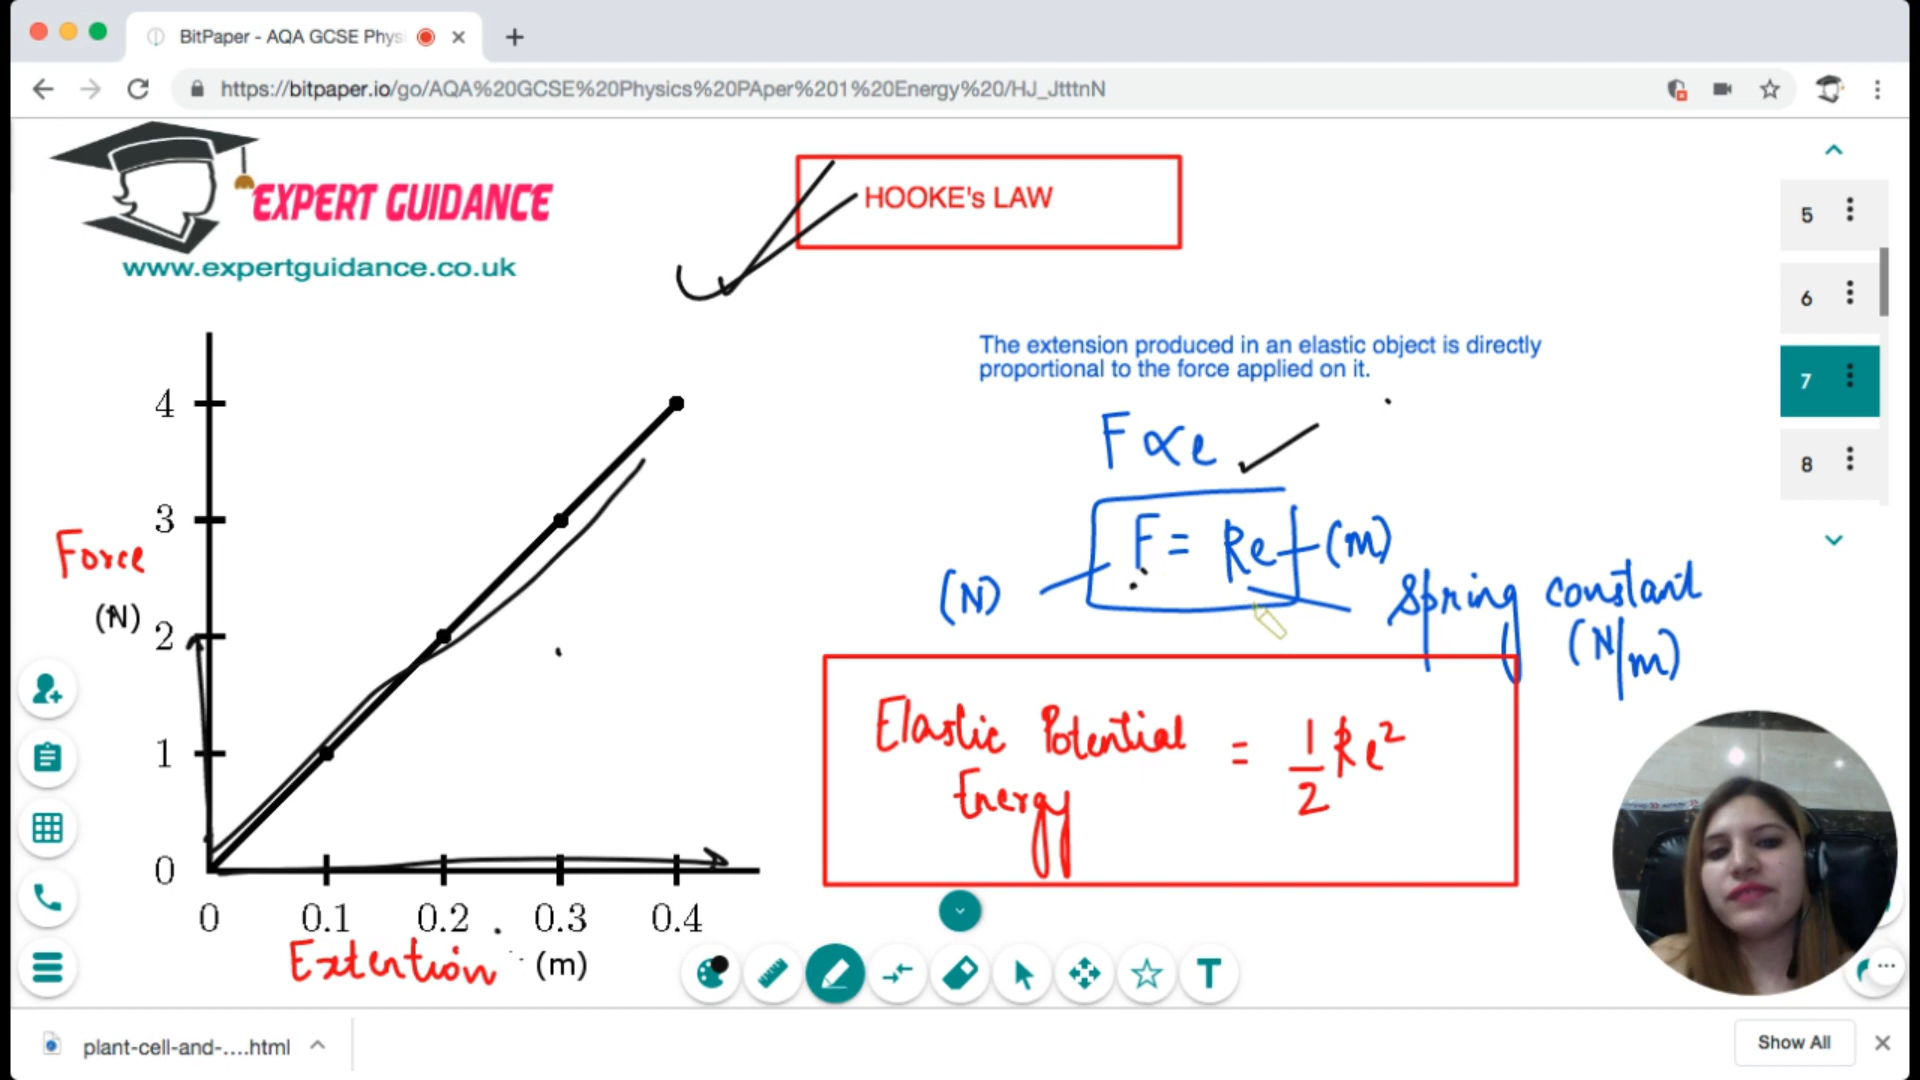 BitPaper - AQA GCSE Phys
https://bitpaper.io/go/AQA%20GCSE%20Physics%20PAper%201%20Energy%20/HJ_JtttnN
EXPERT GUIDANCE
www.expertguidance.co.uk
HOOKE's LAW
5
6
7
8
The extension produced in an elastic object is directly
proportional to the force applied on it.
F ∝ e
F = ke (m)
(N)
Spring constant
(N/m)
Elastic Potential
Energy
= 1/2 ke²
4
3
2
1
0
Force
(N)
0 0.1 0.2 0.3 0.4
Extention (m)
T
plant-cell-and-....html
Show All